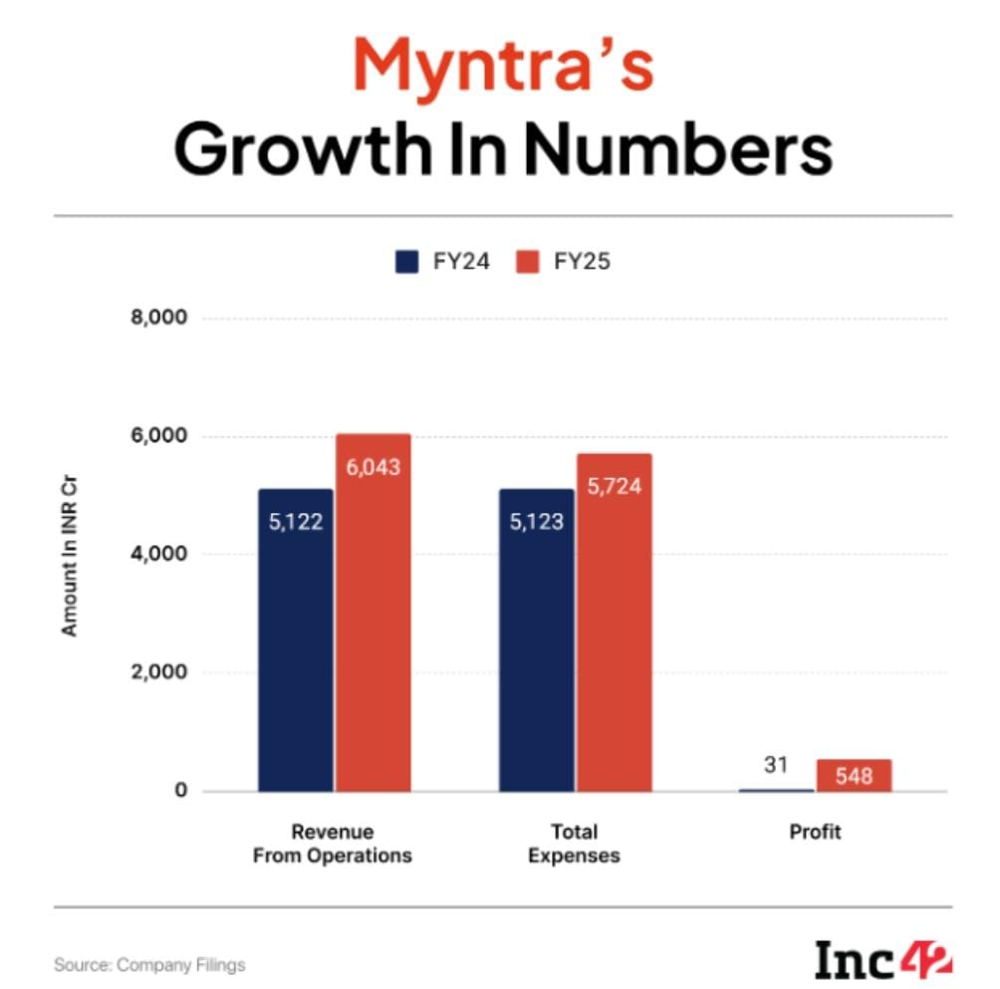 Myntra’s
Growth In Numbers
FY24 FY25
8,000
6,000
4,000
2,000
0
Amount In INR Cr
5,122
6,043
5,123
5,724
31
548
Revenue
From Operations
Total
Expenses
Profit
Source: Company Filings
Inc42